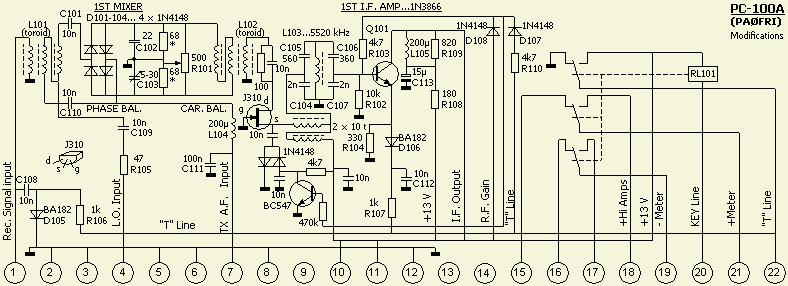 1ST MIXER
D101-104... 4 x 1N4148
1ST I.F. AMP...1N3866
PC-100A
(PAØFRI)
Modifications
L101
(toroid)
C101
10n
22
C102
5-30
C103
68
*
68
*
500
R101
L102
(toroid)
100
10n
L103...5520 kHz
C105
560
C106
360
2n
2n
C104
C107
Q101
4k7
R103
10k
R102
200µ
L105
820
R109
15µ
C113
180
R108
1N4148
D108
1N4148
D107
4k7
R110
RL101
PHASE BAL.
CAR. BAL.
10n
C110
10n
C109
200µ
L104
J310
g
d
s
10n
2 x 10 t
330
R104
BA182
D106
J310
d
s
g
47
R105
100n
C111
1N4148
4k7
10n
10n
10n
C112
BC547
470k
1k
R107
C108
10n
BA182
D105
1k
R106
Rec. Signal input
L.O. Input
"T" Line
TX A.F. Input
+13 V
I.F. Output
R.F. Gain
"T" Line
+Hi Amps
+13 V
- Meter
KEY Line
+Meter
"T" Line
1 2 3 4 5 6 7 8 9 10 11 12 13 14 15 16 17 18 19 20 21 22